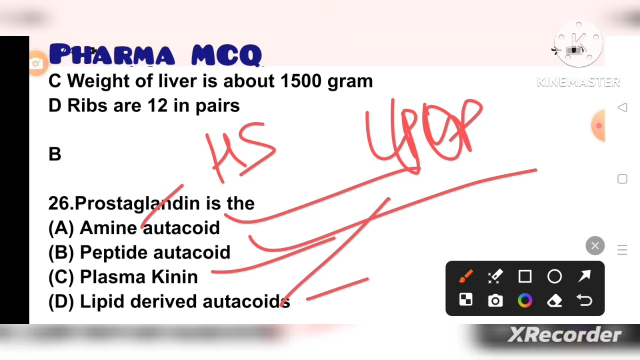 PHARMA MCQ
C Weight of liver is about 1500 gram
D Ribs are 12 in pairs
B
HS
26.Prostaglandin is the
(A) Amine autacoid
(B) Peptide autacoid
(C) Plasma Kinin
(D) Lipid derived autacoids
K
KINEMASTER
XRecorder